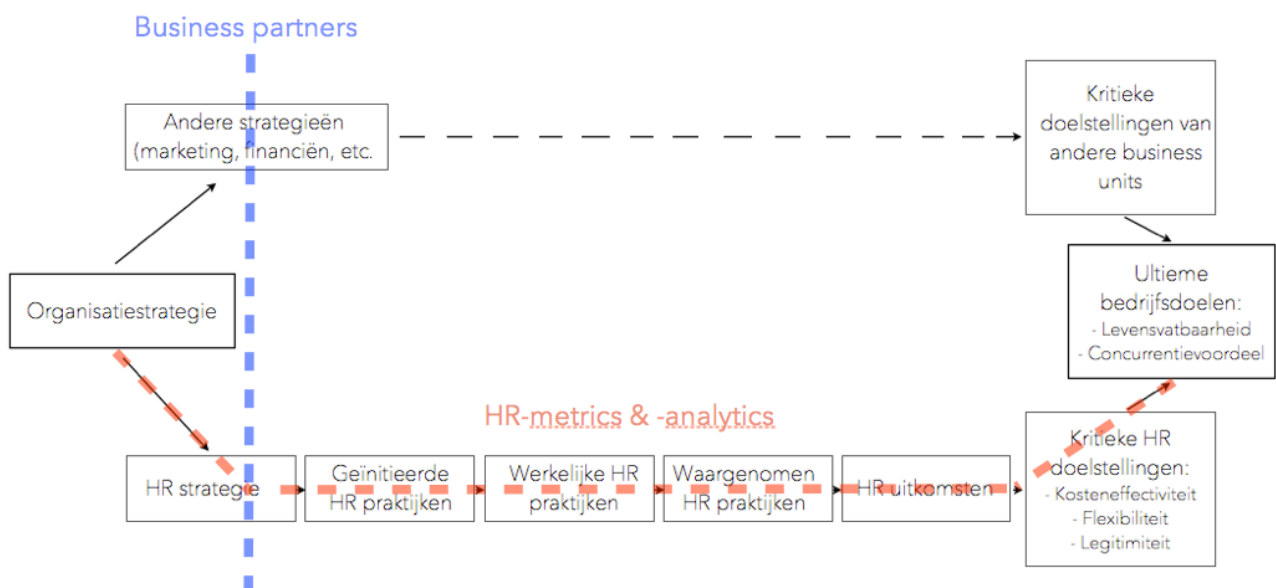 Business partners
Andere strategieën
(marketing, financiën, etc.
Kritieke
doelstellingen van
andere business
units
Organisatiestrategie
Ultieme
bedrijfsdoelen:
- Levensvatbaarheid
- Concurrentievoordeel
HR-metrics & -analytics
HR strategie
Geïnitieerde
HR praktijken
Werkelijke HR
praktijken
Waargenomen
HR praktijken
HR uitkomsten
Kritieke HR
doelstellingen:
- Kosteneffectiviteit
- Flexibiliteit
- Legitimiteit